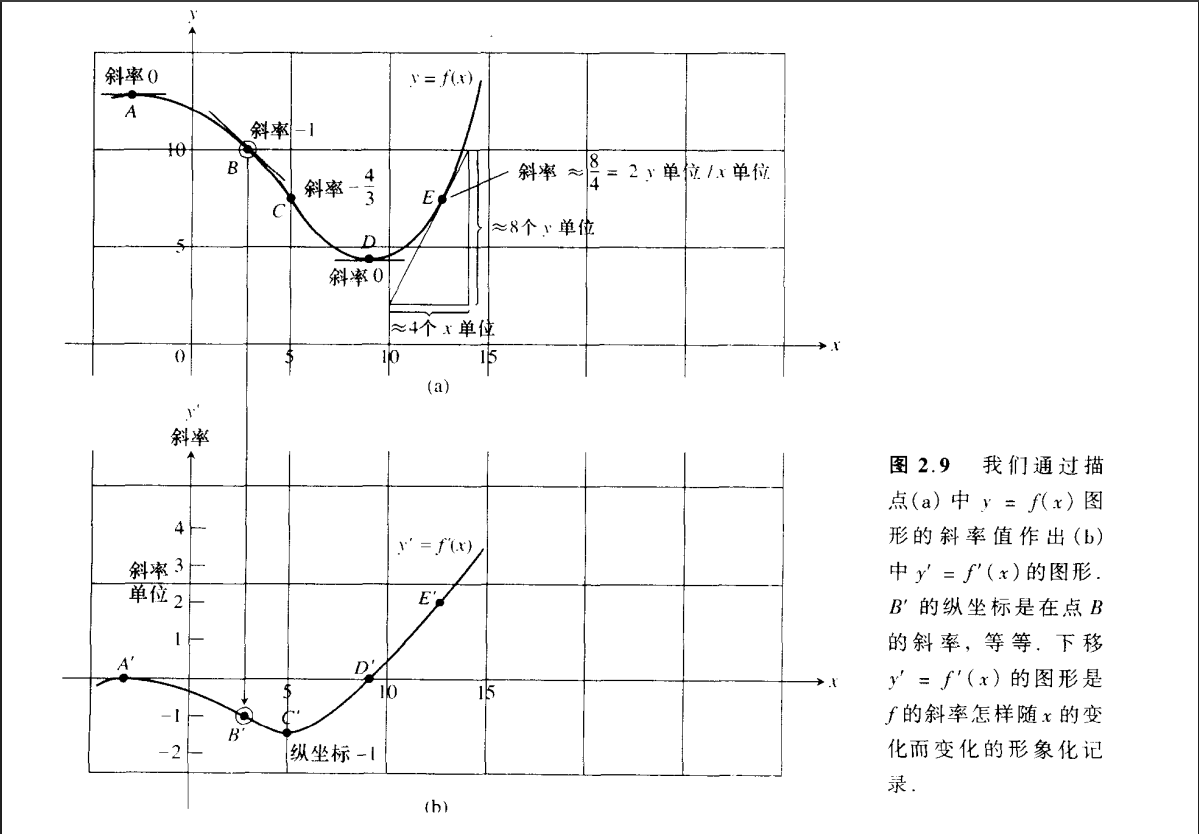 y
斜率 0
A
y = f(x)
10
斜率 -1
B
斜率 - 4/3
C
E
斜率 ≈ 8/4 = 2 y 单位 / x 单位
≈8个 y 单位
5
D
斜率 0
≈4个 x 单位
0
5
10
15
x
(a)
y′
斜率
4
y′ = f′(x)
斜率
单位
3
2
E′
1
A′
D′
5
10
15
x
-1
B′
C′
-2
纵坐标 -1
(b)
图 2.9 我们通过描
点(a) 中 y = f(x) 图
形的斜率值作出(b)
中 y′ = f′(x)的图形.
B′ 的纵坐标是在点 B
的斜率, 等等. 下移
y′ = f′(x) 的图形是
f 的斜率怎样随 x 的变
化而变化的形象化记
录.